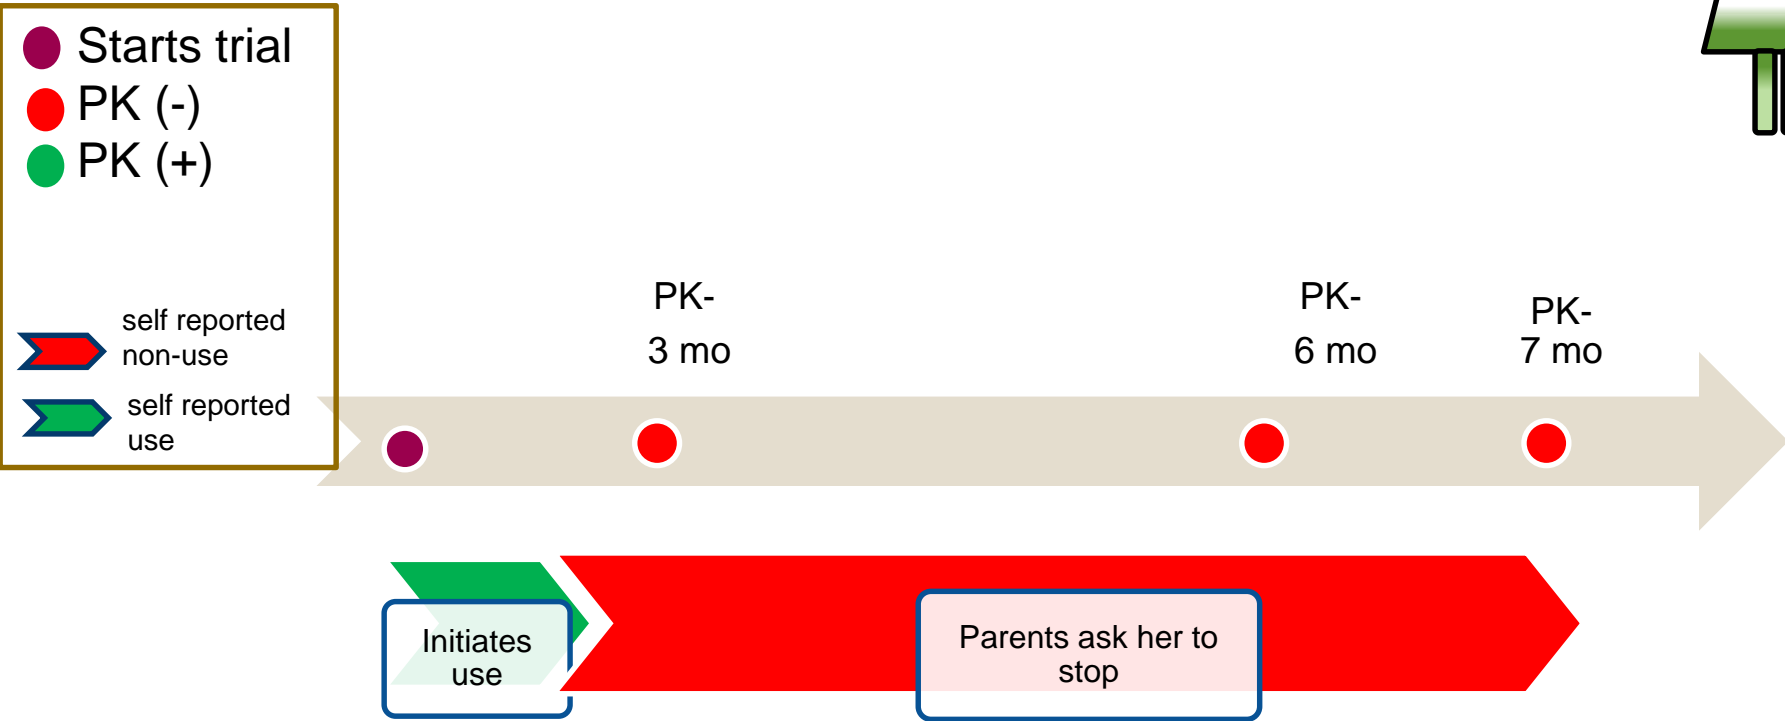 Starts trial
PK (-)
PK (+)
self reported
non-use
self reported
use
PK-
3 mo
PK-
6 mo
PK-
7 mo
Initiates
use
Parents ask her to
stop